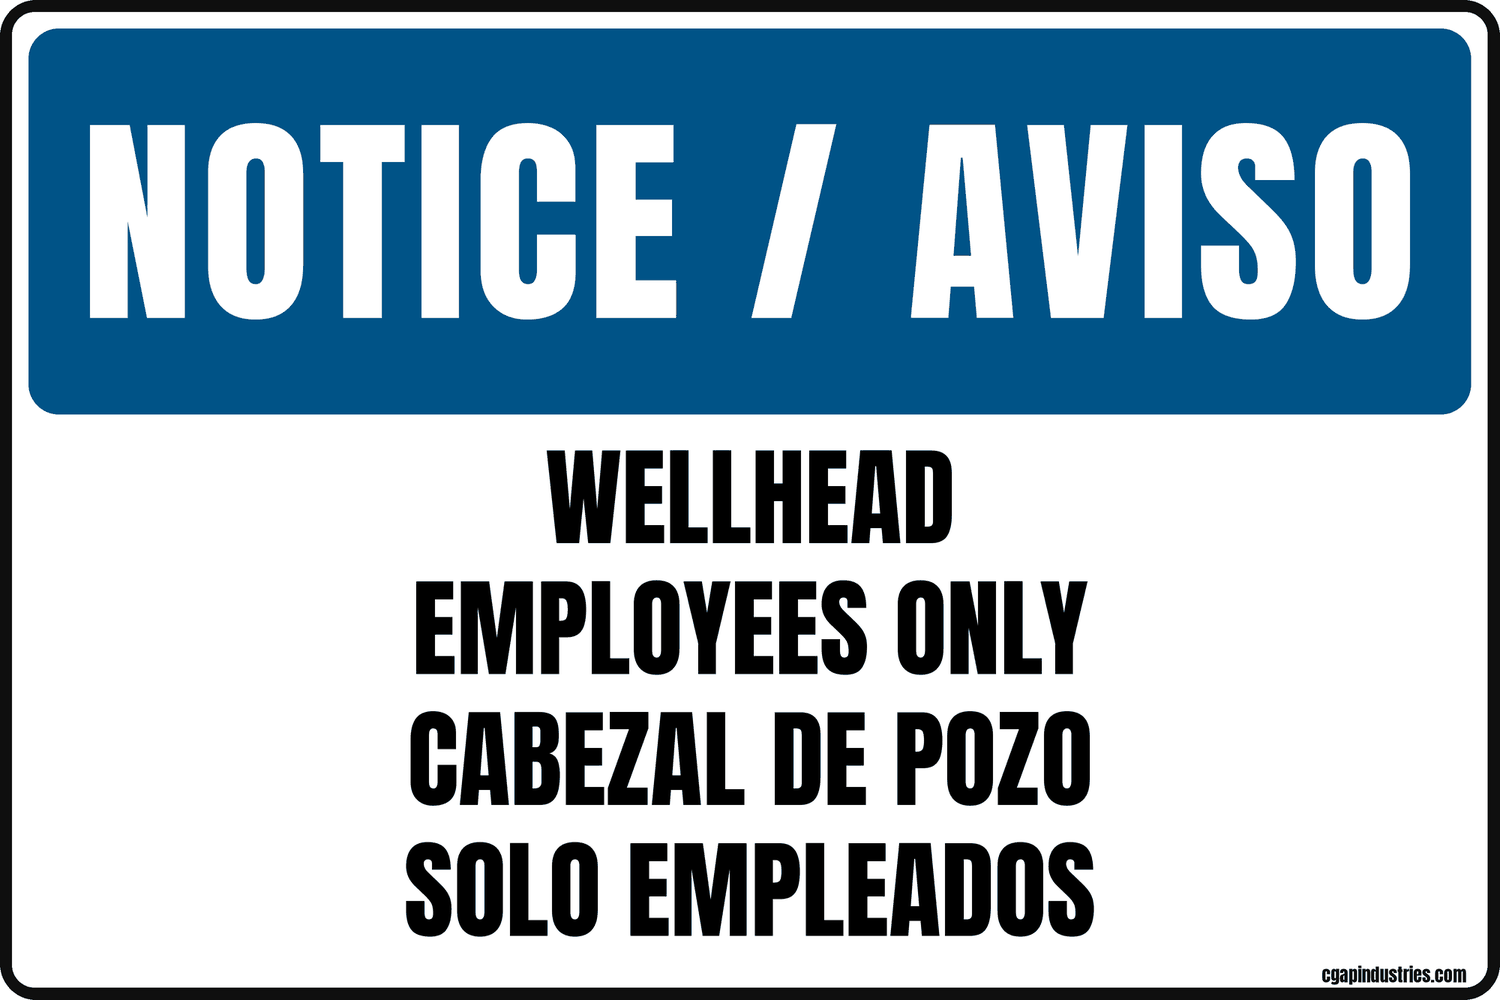 NOTICE / AVISO
WELLHEAD
EMPLOYEES ONLY
CABEZAL DE POZO
SOLO EMPLEADOS
cgapindustries.com